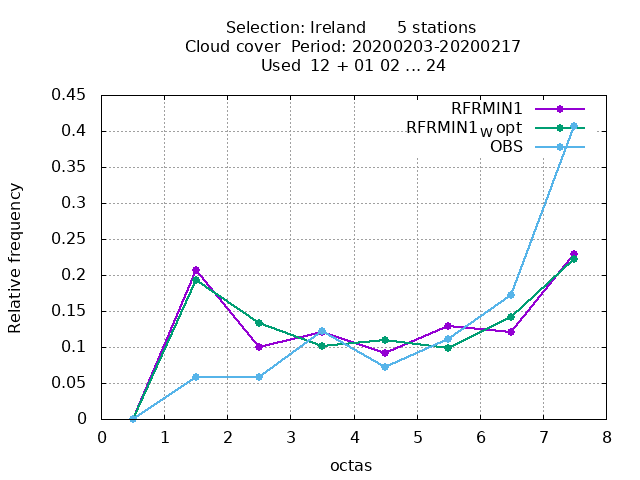 Selection: Ireland 5 stations
Cloud cover Period: 20200203-20200217
Used 12 + 01 02 ... 24
RFRMIN1
RFRMIN1_W opt
OBS
Relative frequency
0.45
0.4
0.35
0.3
0.25
0.2
0.15
0.1
0.05
0
0 1 2 3 4 5 6 7 8
octas